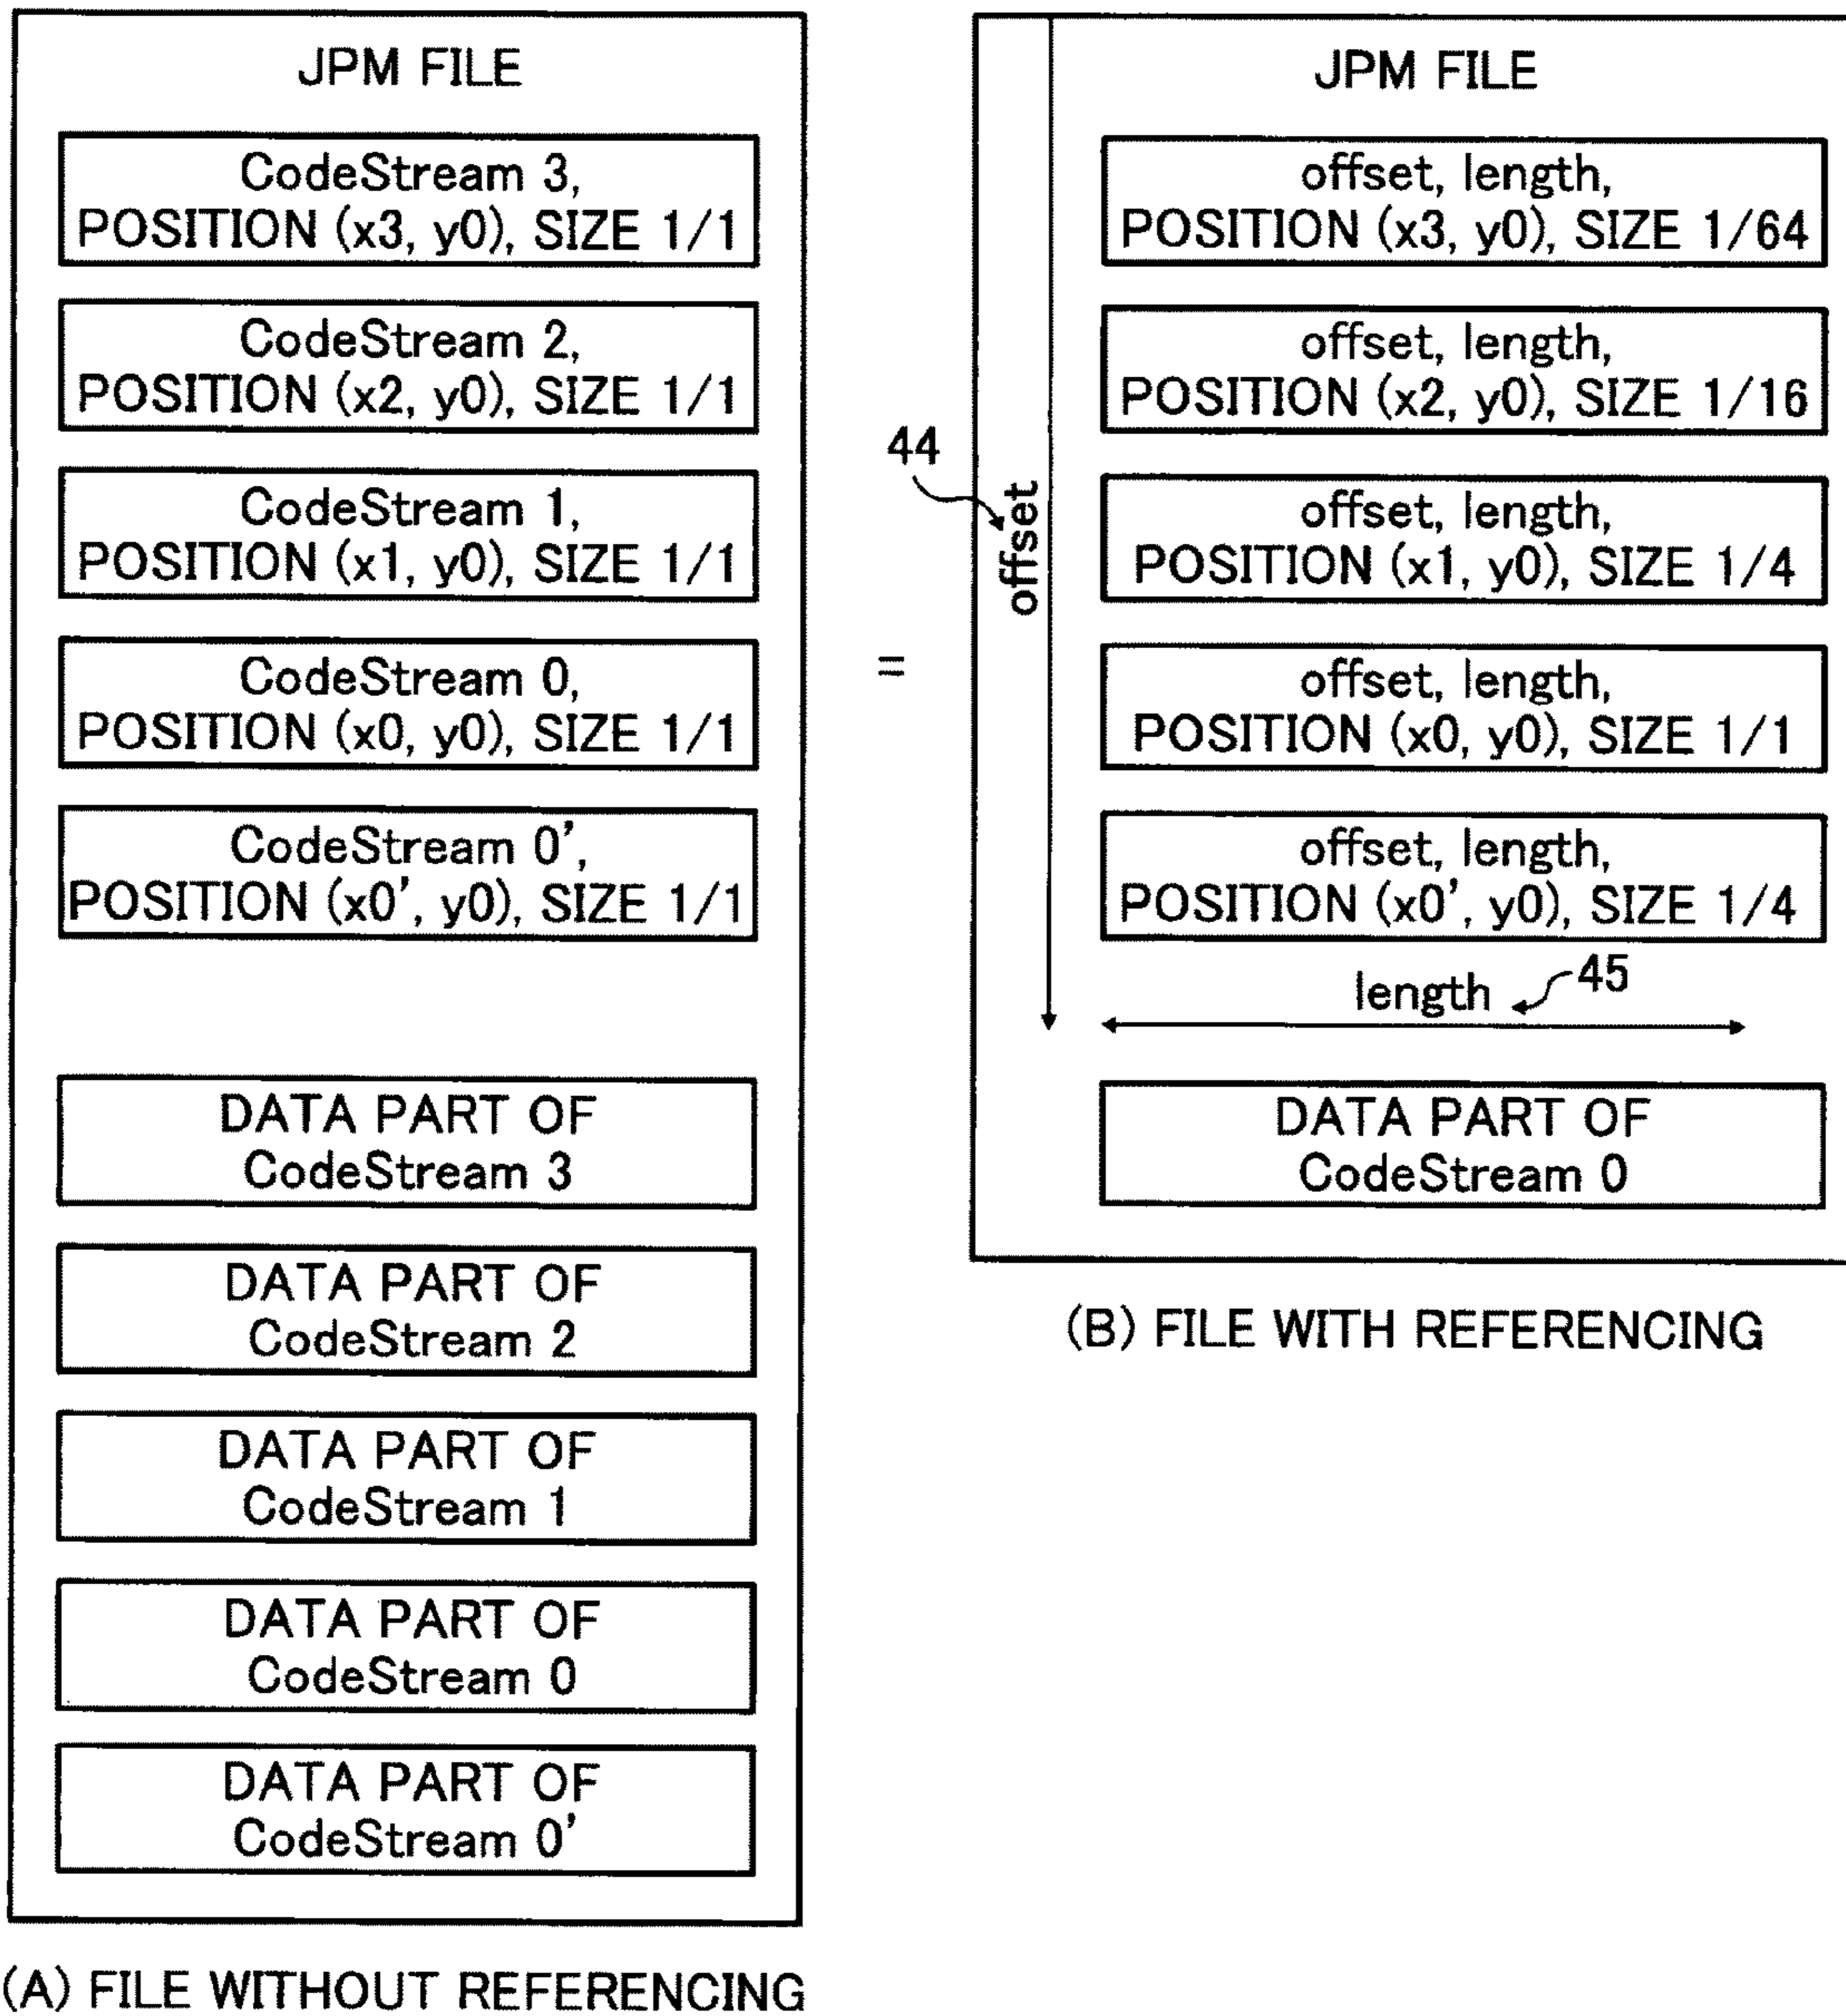 JPM FILE
CodeStream 3,
POSITION (x3, y0), SIZE 1/1
CodeStream 2,
POSITION (x2, y0), SIZE 1/1
CodeStream 1,
POSITION (x1, y0), SIZE 1/1
CodeStream 0,
POSITION (x0, y0), SIZE 1/1
CodeStream 0',
POSITION (x0', y0), SIZE 1/1
DATA PART OF
CodeStream 3
DATA PART OF
CodeStream 2
DATA PART OF
CodeStream 1
DATA PART OF
CodeStream 0
DATA PART OF
CodeStream 0'
(A) FILE WITHOUT REFERENCING
=
JPM FILE
44
offset
offset, length,
POSITION (x3, y0), SIZE 1/64
offset, length,
POSITION (x2, y0), SIZE 1/16
offset, length,
POSITION (x1, y0), SIZE 1/4
offset, length,
POSITION (x0, y0), SIZE 1/1
offset, length,
POSITION (x0', y0), SIZE 1/4
length
45
DATA PART OF
CodeStream 0
(B) FILE WITH REFERENCING